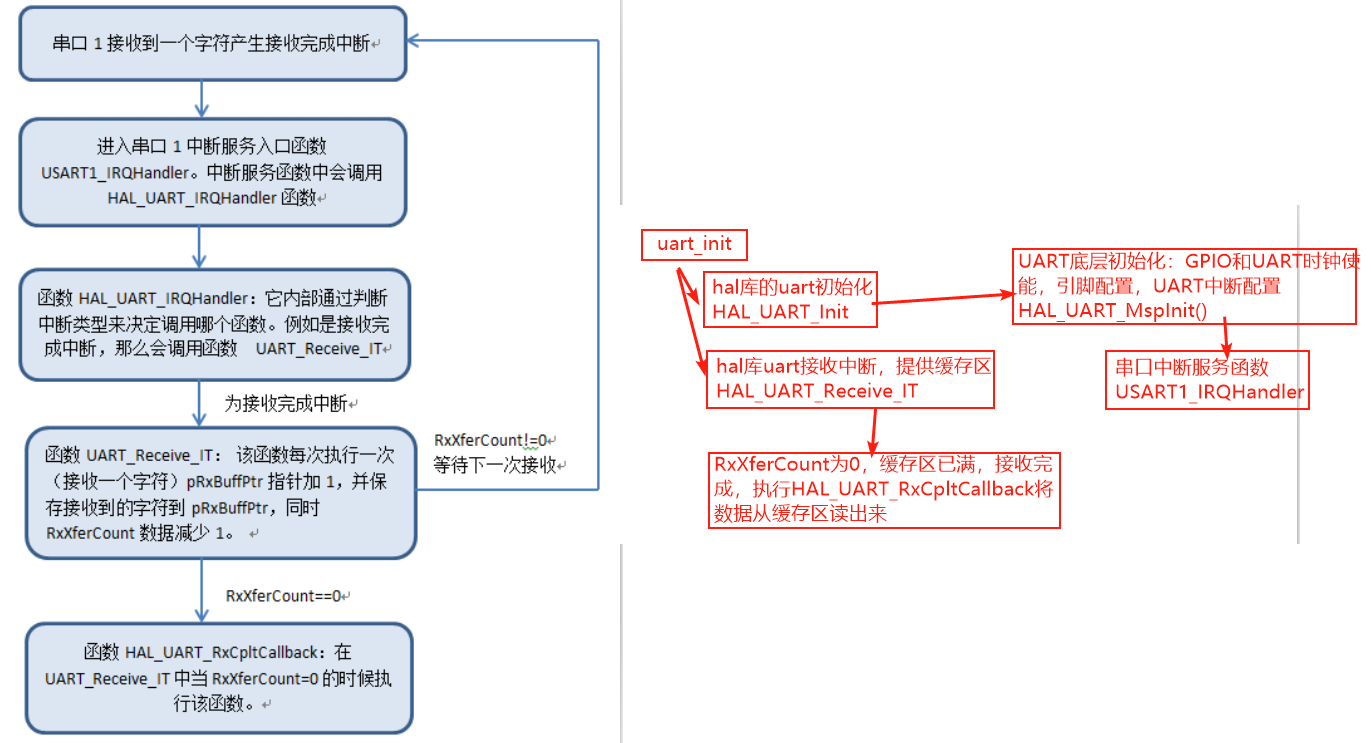 串口 1 接收到一个字符产生接收完成中断↵
进入串口 1 中断服务入口函数
USART1_IRQHandler。中断服务函数中会调用
HAL_UART_IRQHandler 函数↵
函数 HAL_UART_IRQHandler：它内部通过判断
中断类型来决定调用哪个函数。例如是接收完
成中断，那么会调用函数 UART_Receive_IT↵
为接收完成中断↵
函数 UART_Receive_IT： 该函数每次执行一次
（接收一个字符）pRxBuffPtr 指针加 1，并保
存接收到的字符到 pRxBuffPtr，同时
RxXferCount 数据减少 1。 ↵
RxXferCount!=0↵
等待下一次接收↵
RxXferCount==0↵
函数 HAL_UART_RxCpltCallback：在
UART_Receive_IT 中当 RxXferCount=0 的时候执
行该函数。↵
uart_init
hal库的uart初始化
HAL_UART_Init
UART底层初始化：GPIO和UART时钟使
能，引脚配置，UART中断配置
HAL_UART_MspInit()
hal库uart接收中断，提供缓存区
HAL_UART_Receive_IT
串口中断服务函数
USART1_IRQHandler
RxXferCount为0，缓存区已满，接收完
成，执行HAL_UART_RxCpltCallback将
数据从缓存区读出来